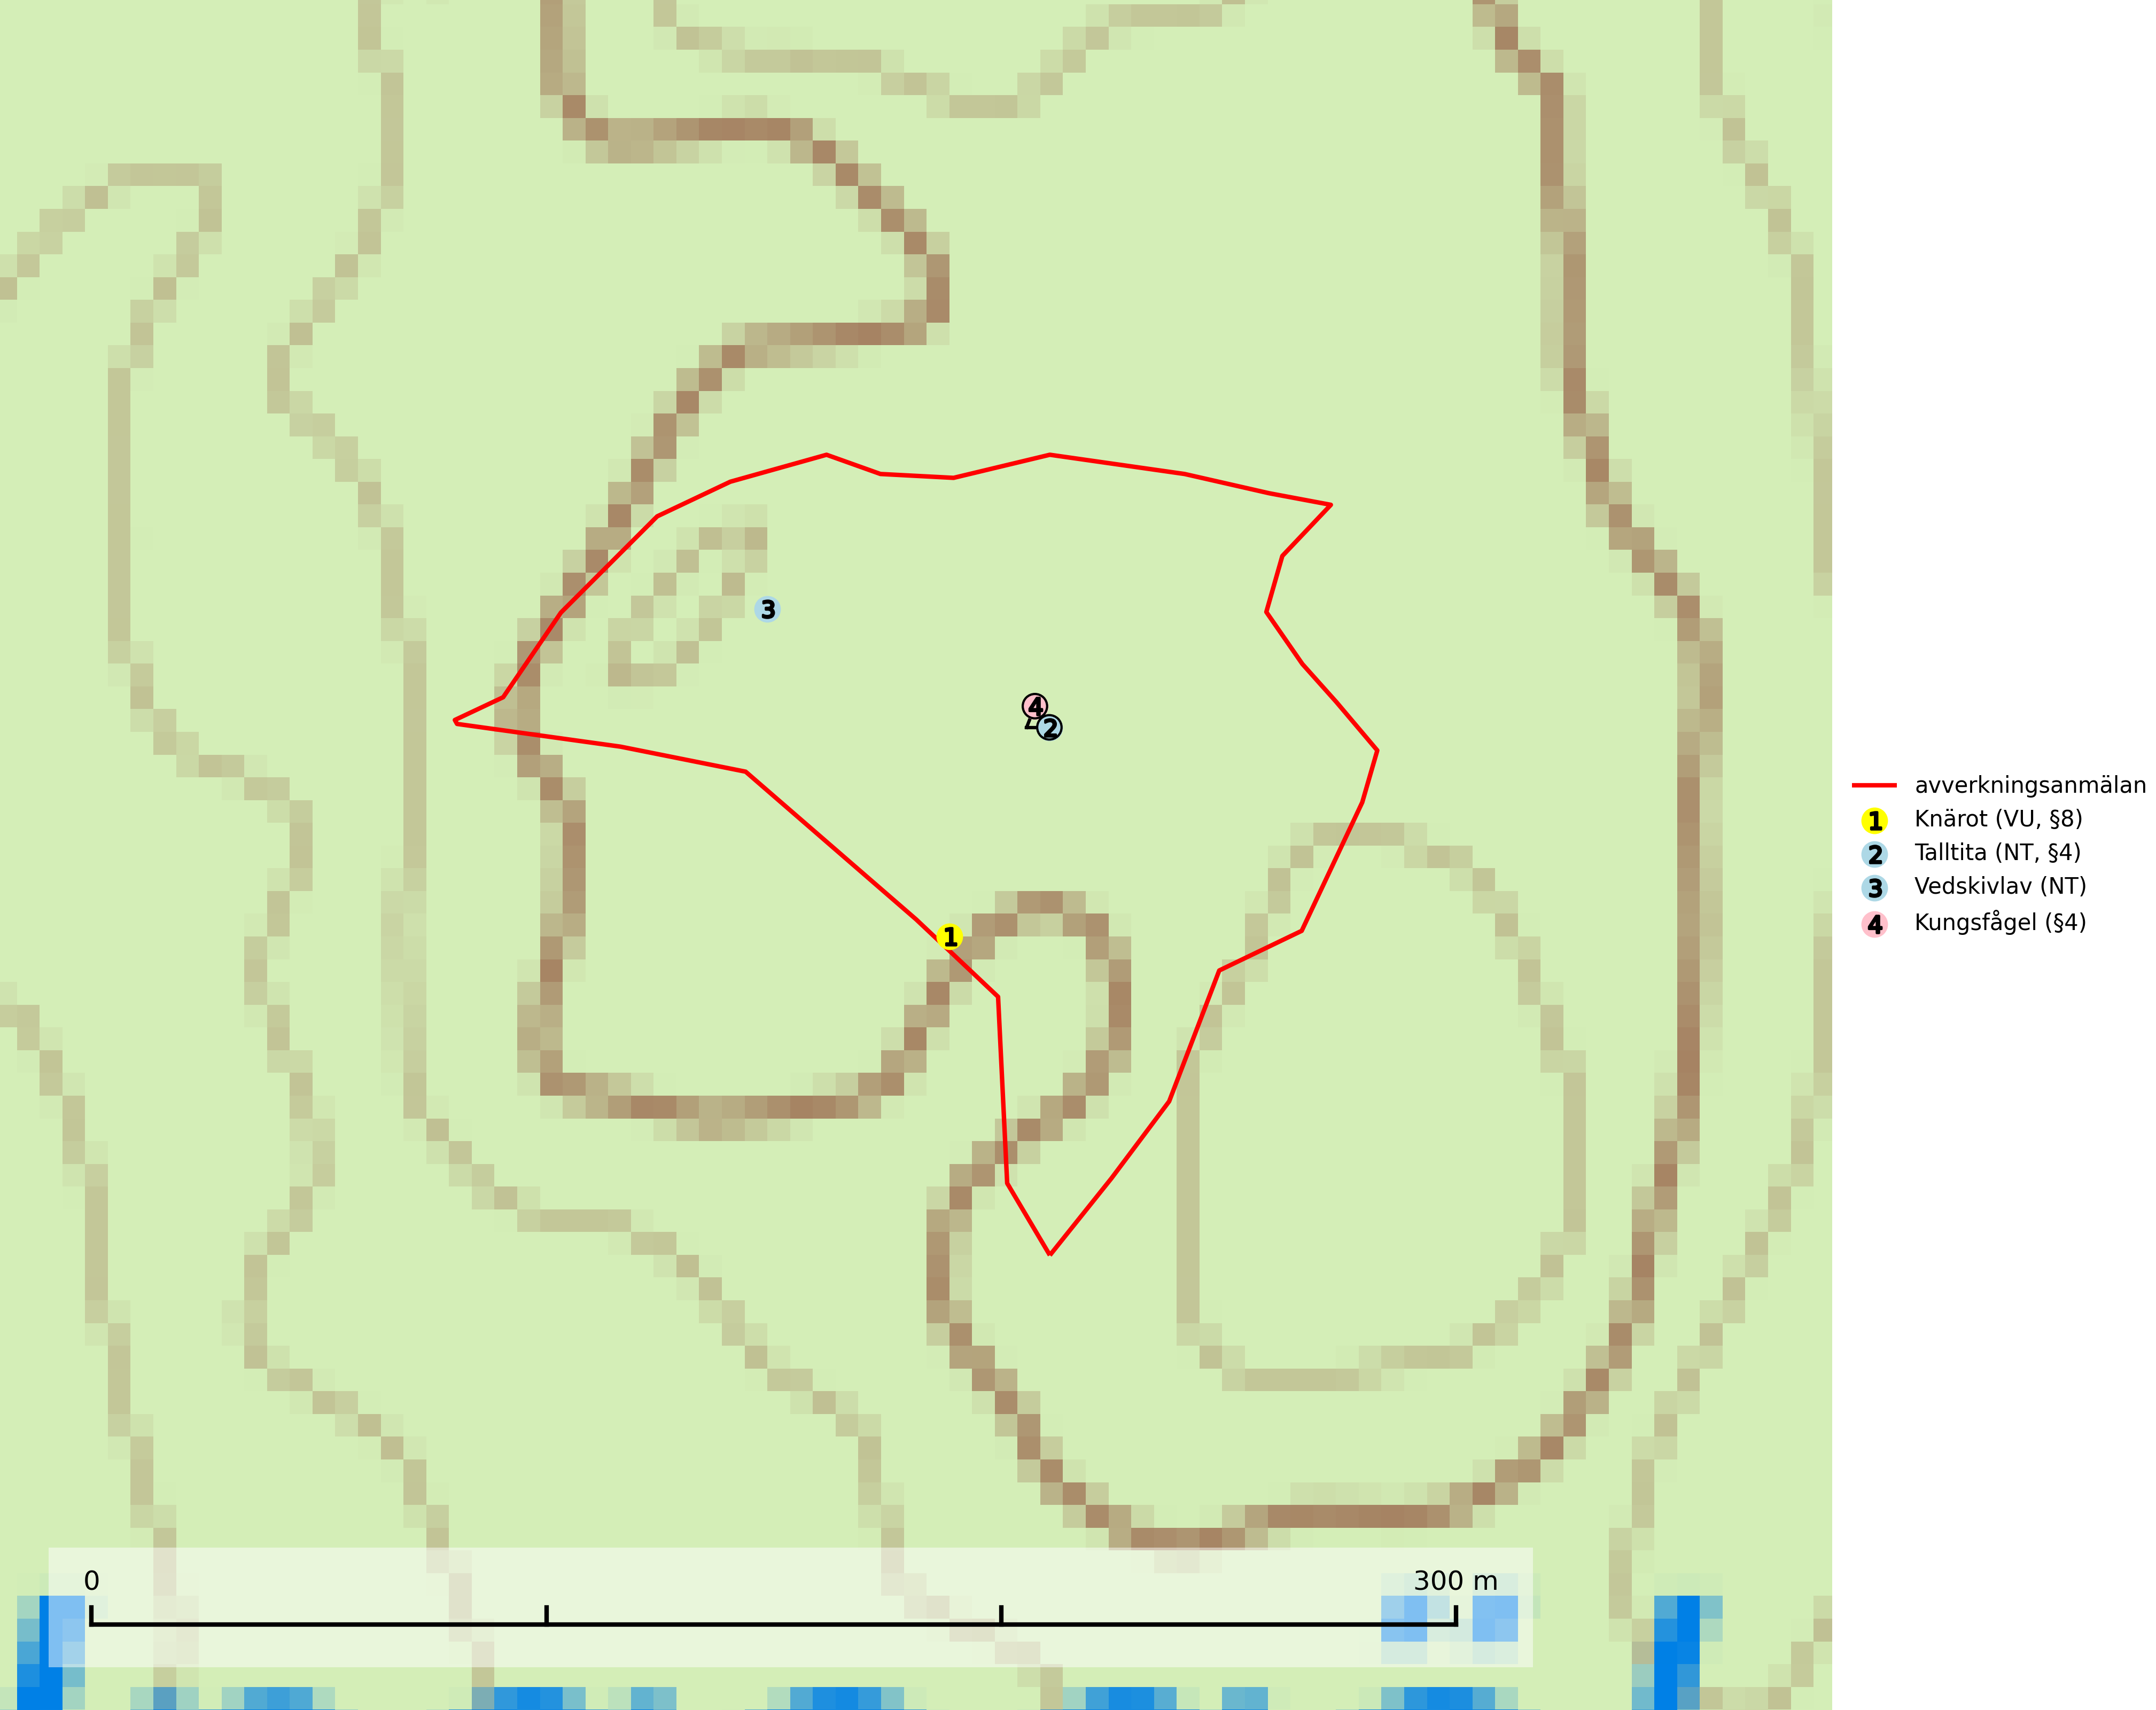 3
4
2
1
avverkningsanmälan
1 Knärot (VU, §8)
2 Talltita (NT, §4)
3 Vedskivlav (NT)
4 Kungsfågel (§4)
0 300 m